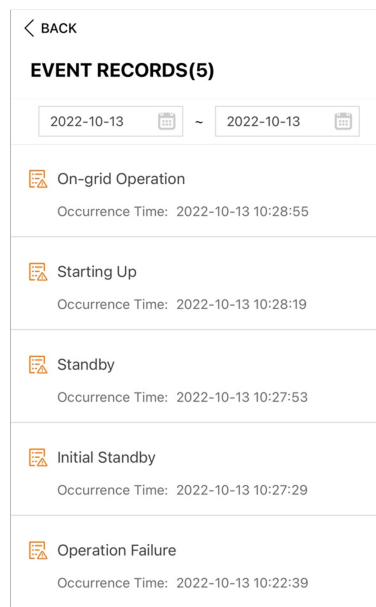 BACK
EVENT RECORDS(5)
2022-10-13 ~ 2022-10-13
On-grid Operation
Occurrence Time: 2022-10-13 10:28:55
Starting Up
Occurrence Time: 2022-10-13 10:28:19
Standby
Occurrence Time: 2022-10-13 10:27:53
Initial Standby
Occurrence Time: 2022-10-13 10:27:29
Operation Failure
Occurrence Time: 2022-10-13 10:22:39